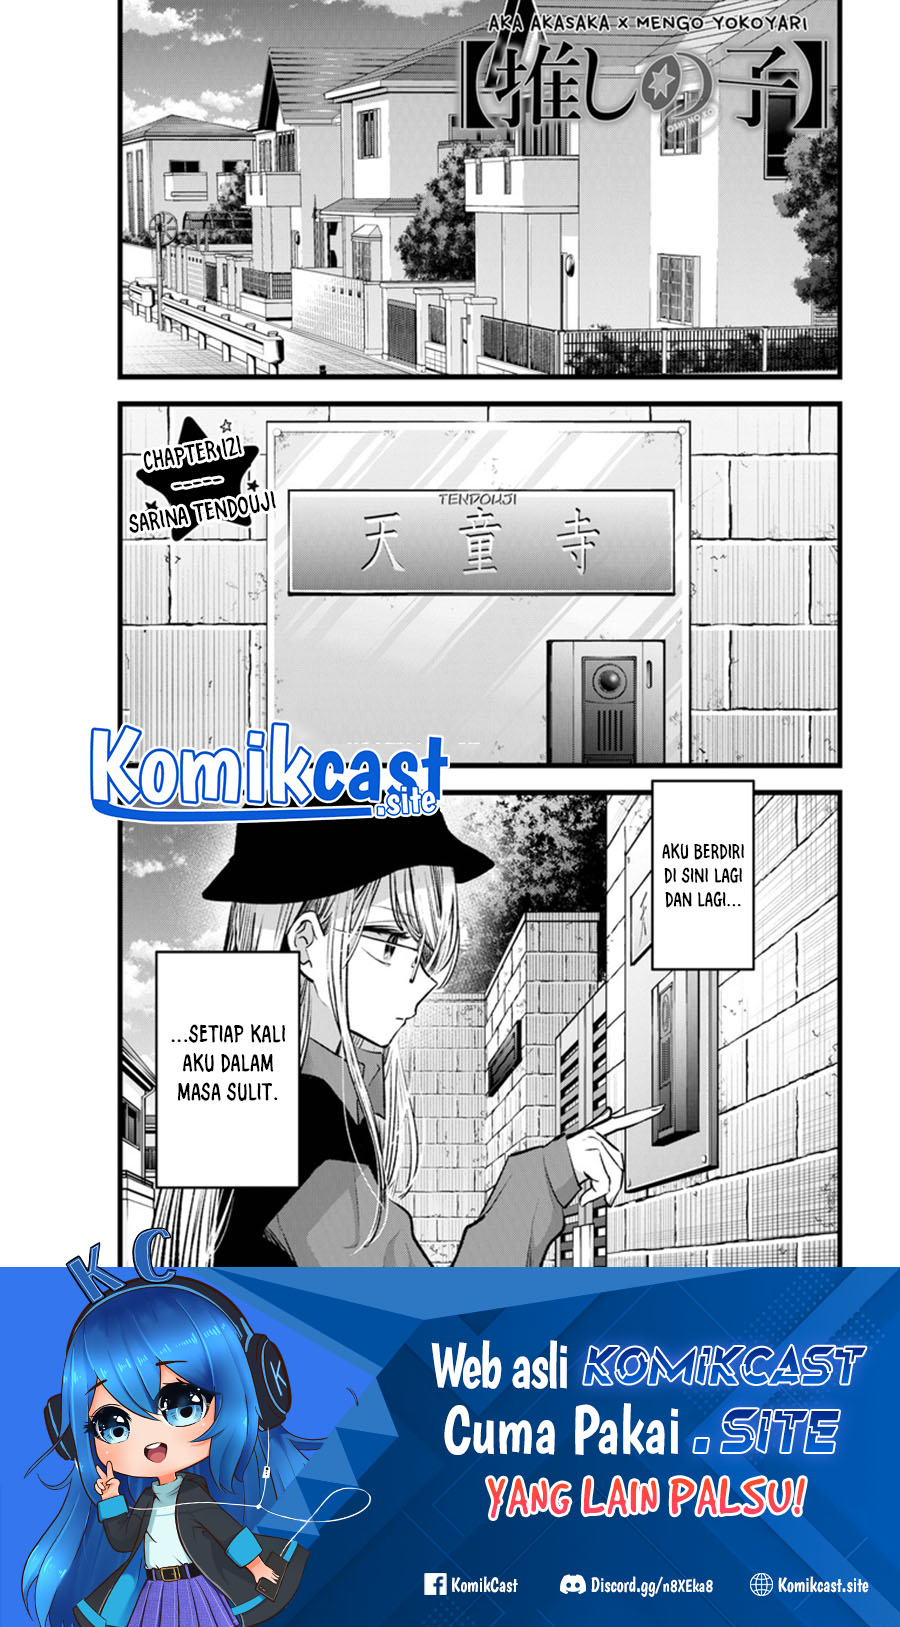 AKA AKASAKA × MENGO YOKOYARI
【推しの子】
OSHI NO KO
CHAPTER 121
-----
SARINA TENDOUJI
TENDOUJI
天童寺
Komikcast
.site
AKU BERDIRI
DI SINI LAGI
DAN LAGI...
...SETIAP KALI
AKU DALAM
MASA SULIT.
KC
K
Web asli KOMIKCAST
Cuma Pakai .SITE
YANG LAIN PALSU!
KomikCast
Discord.gg/n8XEka8
Komikcast.site